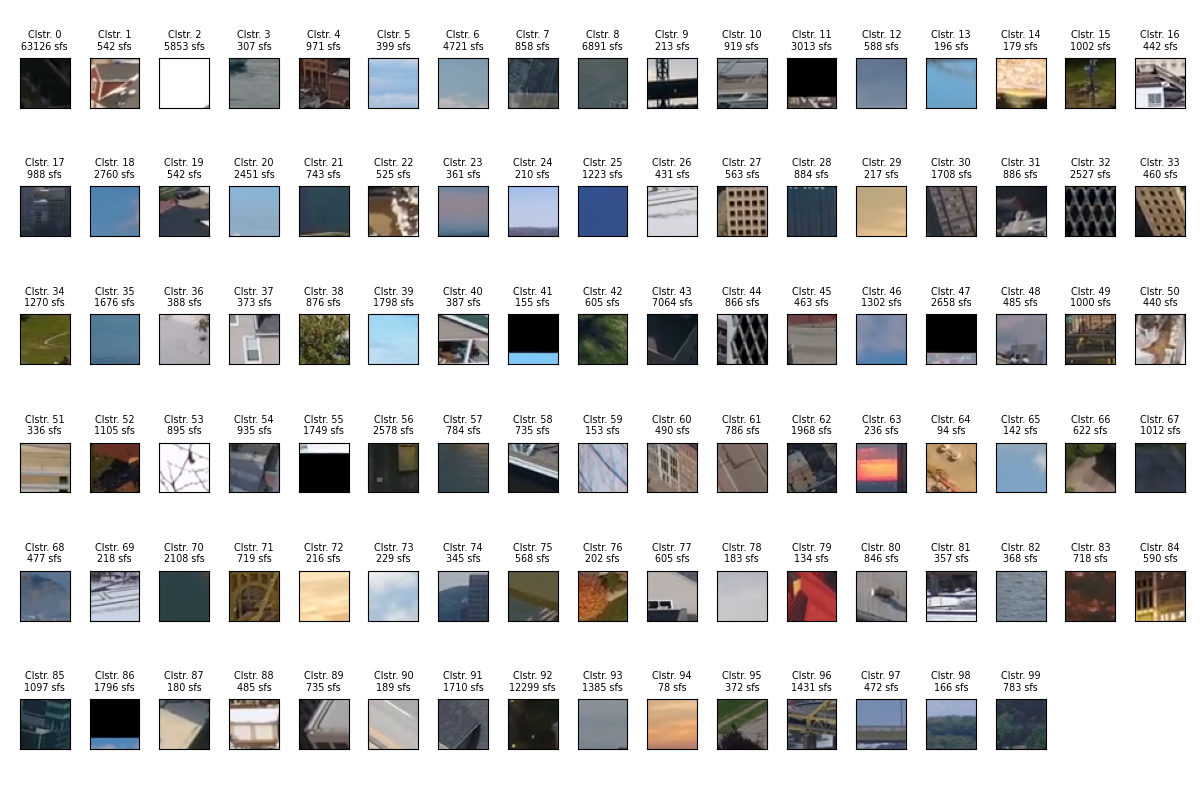 Clstr. 0 Clstr. 1 Clstr. 2 Clstr. 3 Clstr. 4 Clstr. 5 Clstr. 6 Clstr. 7 Clstr. 8 Clstr. 9 Clstr. 10 Clstr. 11 Clstr. 12 Clstr. 13 Clstr. 14 Clstr. 15 Clstr. 16
63126 sfs 542 sfs 5853 sfs 307 sfs 971 sfs 399 sfs 4721 sfs 858 sfs 6891 sfs 213 sfs 919 sfs 3013 sfs 588 sfs 196 sfs 179 sfs 1002 sfs 442 sfs
Clstr. 17 Clstr. 18 Clstr. 19 Clstr. 20 Clstr. 21 Clstr. 22 Clstr. 23 Clstr. 24 Clstr. 25 Clstr. 26 Clstr. 27 Clstr. 28 Clstr. 29 Clstr. 30 Clstr. 31 Clstr. 32 Clstr. 33
988 sfs 2760 sfs 542 sfs 2451 sfs 743 sfs 525 sfs 361 sfs 210 sfs 1223 sfs 431 sfs 563 sfs 884 sfs 217 sfs 1708 sfs 886 sfs 2527 sfs 460 sfs
Clstr. 34 Clstr. 35 Clstr. 36 Clstr. 37 Clstr. 38 Clstr. 39 Clstr. 40 Clstr. 41 Clstr. 42 Clstr. 43 Clstr. 44 Clstr. 45 Clstr. 46 Clstr. 47 Clstr. 48 Clstr. 49 Clstr. 50
1270 sfs 1676 sfs 388 sfs 373 sfs 876 sfs 1798 sfs 387 sfs 155 sfs 605 sfs 7064 sfs 866 sfs 463 sfs 1302 sfs 2658 sfs 485 sfs 1000 sfs 440 sfs
Clstr. 51 Clstr. 52 Clstr. 53 Clstr. 54 Clstr. 55 Clstr. 56 Clstr. 57 Clstr. 58 Clstr. 59 Clstr. 60 Clstr. 61 Clstr. 62 Clstr. 63 Clstr. 64 Clstr. 65 Clstr. 66 Clstr. 67
336 sfs 1105 sfs 895 sfs 935 sfs 1749 sfs 2578 sfs 784 sfs 735 sfs 153 sfs 490 sfs 786 sfs 1968 sfs 236 sfs 94 sfs 142 sfs 622 sfs 1012 sfs
Clstr. 68 Clstr. 69 Clstr. 70 Clstr. 71 Clstr. 72 Clstr. 73 Clstr. 74 Clstr. 75 Clstr. 76 Clstr. 77 Clstr. 78 Clstr. 79 Clstr. 80 Clstr. 81 Clstr. 82 Clstr. 83 Clstr. 84
477 sfs 218 sfs 2108 sfs 719 sfs 216 sfs 229 sfs 345 sfs 568 sfs 202 sfs 605 sfs 183 sfs 134 sfs 846 sfs 357 sfs 368 sfs 718 sfs 590 sfs
Clstr. 85 Clstr. 86 Clstr. 87 Clstr. 88 Clstr. 89 Clstr. 90 Clstr. 91 Clstr. 92 Clstr. 93 Clstr. 94 Clstr. 95 Clstr. 96 Clstr. 97 Clstr. 98 Clstr. 99
1097 sfs 1796 sfs 180 sfs 485 sfs 735 sfs 189 sfs 1710 sfs 12299 sfs 1385 sfs 78 sfs 372 sfs 1431 sfs 472 sfs 166 sfs 783 sfs